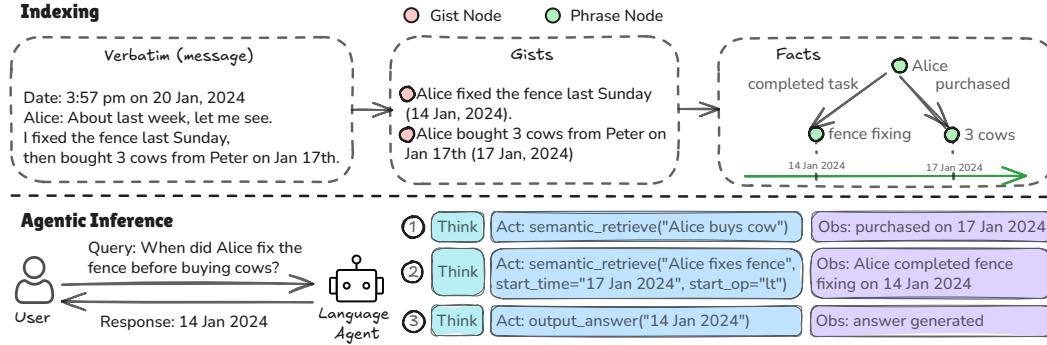 Indexing
Gist Node
Phrase Node
Verbatim (message)
Date: 3:57 pm on 20 Jan, 2024
Alice: About last week, let me see.
I fixed the fence last Sunday,
then bought 3 cows from Peter on Jan 17th.
Gists
Alice fixed the fence last Sunday
(14 Jan, 2024).
Alice bought 3 cows from Peter on
Jan 17th (17 Jan, 2024)
Facts
Alice
completed task
purchased
fence fixing
3 cows
14 Jan 2024
17 Jan 2024
Agentic Inference
Query: When did Alice fix the
fence before buying cows?
User
Response: 14 Jan 2024
Language
Agent
1 Think Act: semantic_retrieve("Alice buys cow") Obs: purchased on 17 Jan 2024
2 Think Act: semantic_retrieve("Alice fixes fence",
start_time="17 Jan 2024", start_op="lt")
Obs: Alice completed fence
fixing on 14 Jan 2024
3 Think Act: output_answer("14 Jan 2024") Obs: answer generated